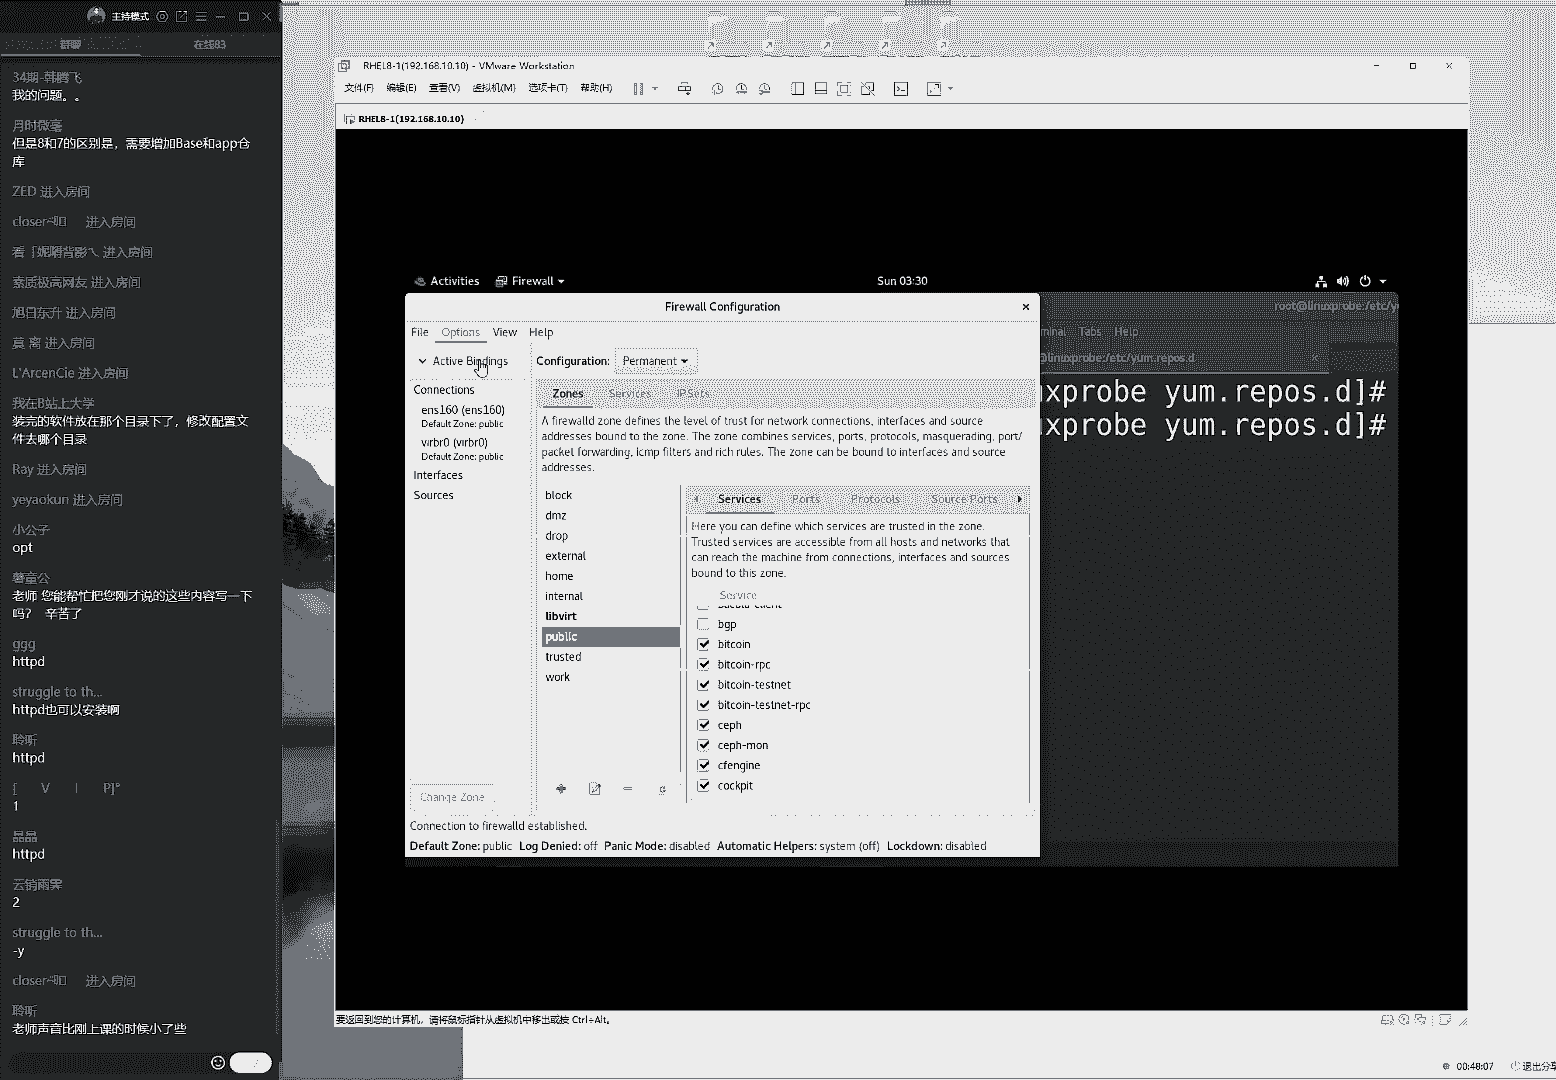 主持模式
群聊
在线83
34期-韩腾飞
我的问题。。
月时微毫
但是8和7的区别是，需要增加Base和app仓
库
ZED 进入房间
进入房间
进入房间
素质极高网友 进入房间
旭日东升 进入房间
莫 离 进入房间
L'ArcenCie 进入房间
我在B站上大学
装完的软件放在那个目录下了，修改配置文
件去哪个目录
Ray 进入房间
yeyaokun 进入房间
小公子
opt
老师 您能帮忙把您刚才说的这些内容写一下
吗？ 辛苦了
ggg
httpd
struggle to th...
httpd也可以安装啊
聆听
httpd
[ V | P]°
1
晶晶
httpd
云销雨霁
2
struggle to th...
-y
进入房间
聆听
老师声音比刚上课的时候小了些
RHEL8-1(192.168.10.10) - VMware Workstation
文件(F) 编辑(E) 查看(V) 虚拟机(M) 选项卡(T) 帮助(H)
RHEL8-1(192.168.10.10)
Activities Firewall Sun 03:30
Firewall Configuration
File Options View Help
Active Bindings
Configuration: Permanent
Connections
ens160 (ens160)
Default Zone: public
virbr0 (virbr0)
Default Zone: public
Interfaces
Sources
Change Zone
Zones Services IPSets
A firewalld zone defines the level of trust for network connections, interfaces and source
addresses bound to the zone. The zone combines services, ports, protocols, masquerading, port/
packet forwarding, icmp filters and rich rules. The zone can be bound to interfaces and source
addresses.
block
dmz
drop
external
home
internal
libvirt
public
trusted
work
Services Ports Protocols Source Ports
Here you can define which services are trusted in the zone.
Trusted services are accessible from all hosts and networks that
can reach the machine from connections, interfaces and sources
bound to this zone.
Service
bacula-client
bgp
bitcoin
bitcoin-rpc
bitcoin-testnet
bitcoin-testnet-rpc
ceph
ceph-mon
cfengine
cockpit
Connection to firewalld established.
Default Zone: public Log Denied: off Panic Mode: disabled Automatic Helpers: system (off) Lockdown: disabled
root@linuxprobe:/etc/y
minal Tabs Help
@linuxprobe:/etc/yum.repos.d
uxprobe yum.repos.d]#
uxprobe yum.repos.d]#
要返回到您的计算机，请将鼠标指针从虚拟机中移出或按 Ctrl+Alt。
00:48:07 退出分享